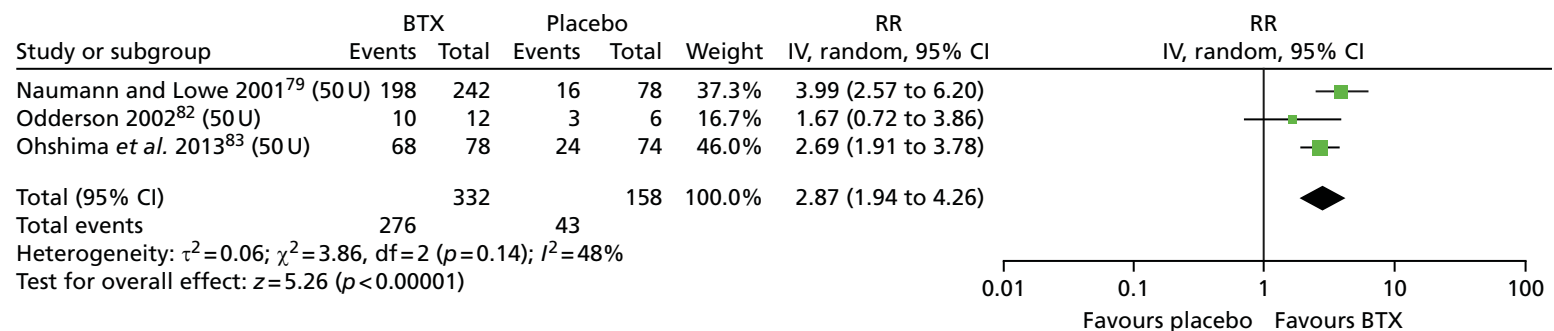 BTX Placebo RR RR
Study or subgroup Events Total Events Total Weight IV, random, 95% CI IV, random, 95% CI
Naumann and Lowe 2001⁷⁹ (50 U) 198 242 16 78 37.3% 3.99 (2.57 to 6.20)
Odderson 2002⁸² (50 U) 10 12 3 6 16.7% 1.67 (0.72 to 3.86)
Ohshima et al. 2013⁸³ (50 U) 68 78 24 74 46.0% 2.69 (1.91 to 3.78)
Total (95% CI) 332 158 100.0% 2.87 (1.94 to 4.26)
Total events 276 43
Heterogeneity: τ² = 0.06; χ² = 3.86, df = 2 (p = 0.14); I² = 48%
Test for overall effect: z = 5.26 (p < 0.00001)
0.01 0.1 1 10 100
Favours placebo Favours BTX